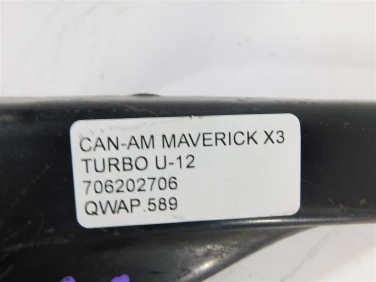 CAN-AM MAVERICK X3
TURBO U-12
706202706
QWAP.589